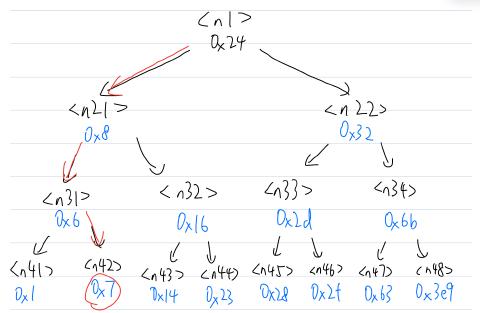 <n1>
0x24
<n21> <n22>
0x8 0x32
<n31> <n32> <n33> <n34>
0x6 0x16 0x2d 0x6b
<n41> <n42> <n43> <n44> <n45> <n46> <n47> <n48>
0x1 0x7 0x14 0x23 0x28 0x2f 0x63 0x3e9